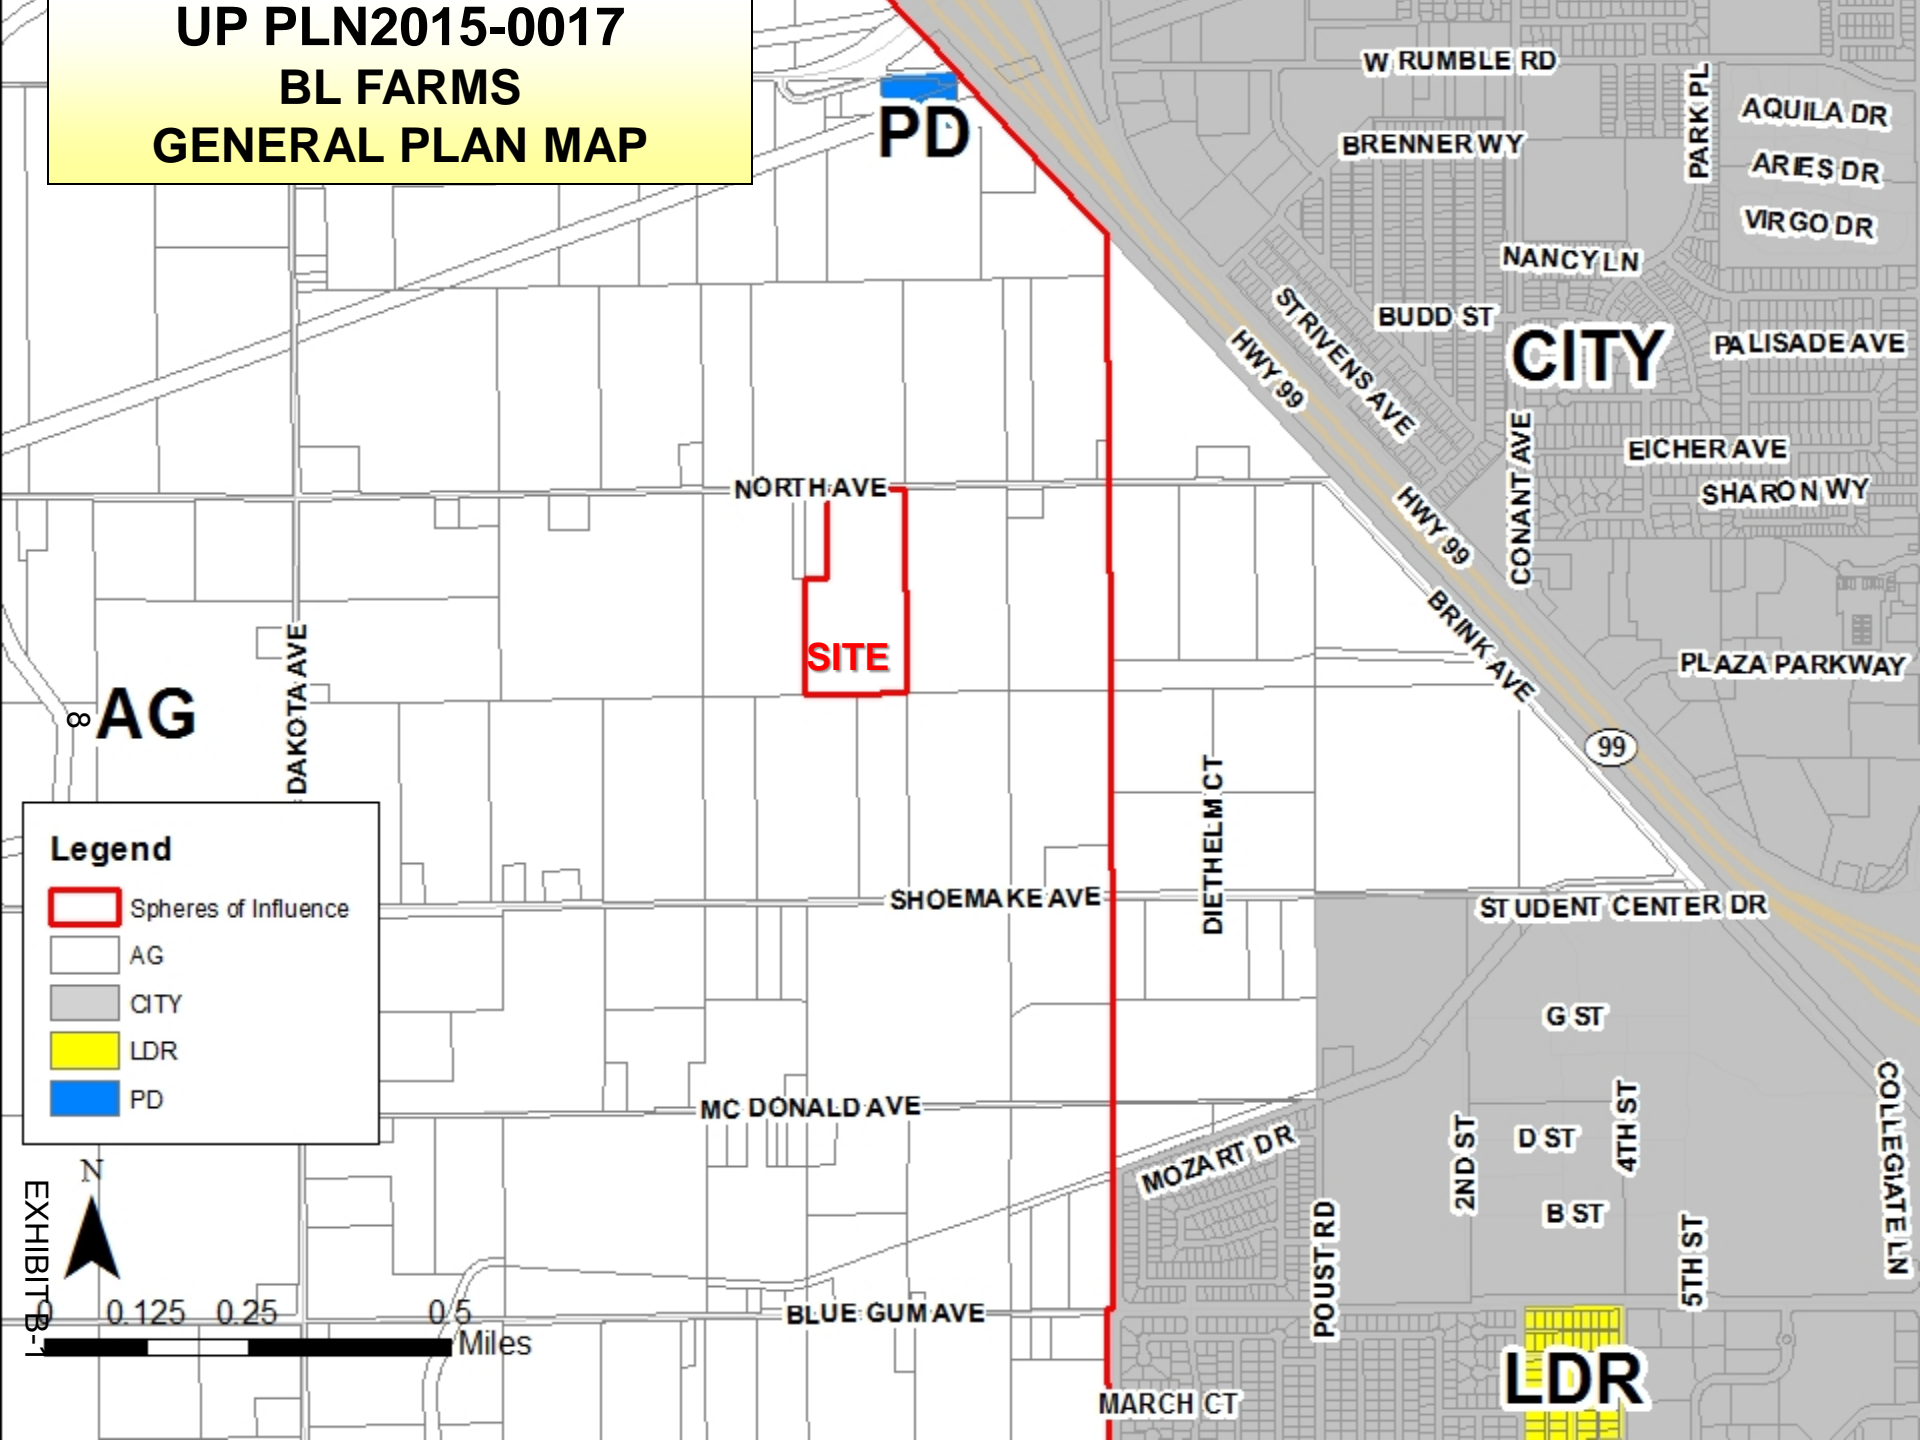 UP PLN2015-0017
BL FARMS
GENERAL PLAN MAP
PD
W RUMBLE RD
PARK PL
AQUILA DR
BRENNER WY
ARIES DR
VIRGO DR
NANCY LN
STRIVENS AVE
BUDD ST
CITY
PALISADE AVE
HWY 99
CONANT AVE
EICHER AVE
NORTH AVE
SHARON WY
HWY 99
BRINK AVE
SITE
PLAZA PARKWAY
DAKOTA AVE
8
AG
99
DIETHELM CT
Legend
Spheres of Influence
AG
CITY
LDR
PD
SHOEMAKE AVE
STUDENT CENTER DR
G ST
MC DONALD AVE
2ND ST
D ST
4TH ST
COLLEGIATE LN
MOZART DR
N
EXHIBIT B-1
B ST
POUST RD
5TH ST
0 0.125 0.25 0.5
Miles
BLUE GUM AVE
LDR
MARCH CT